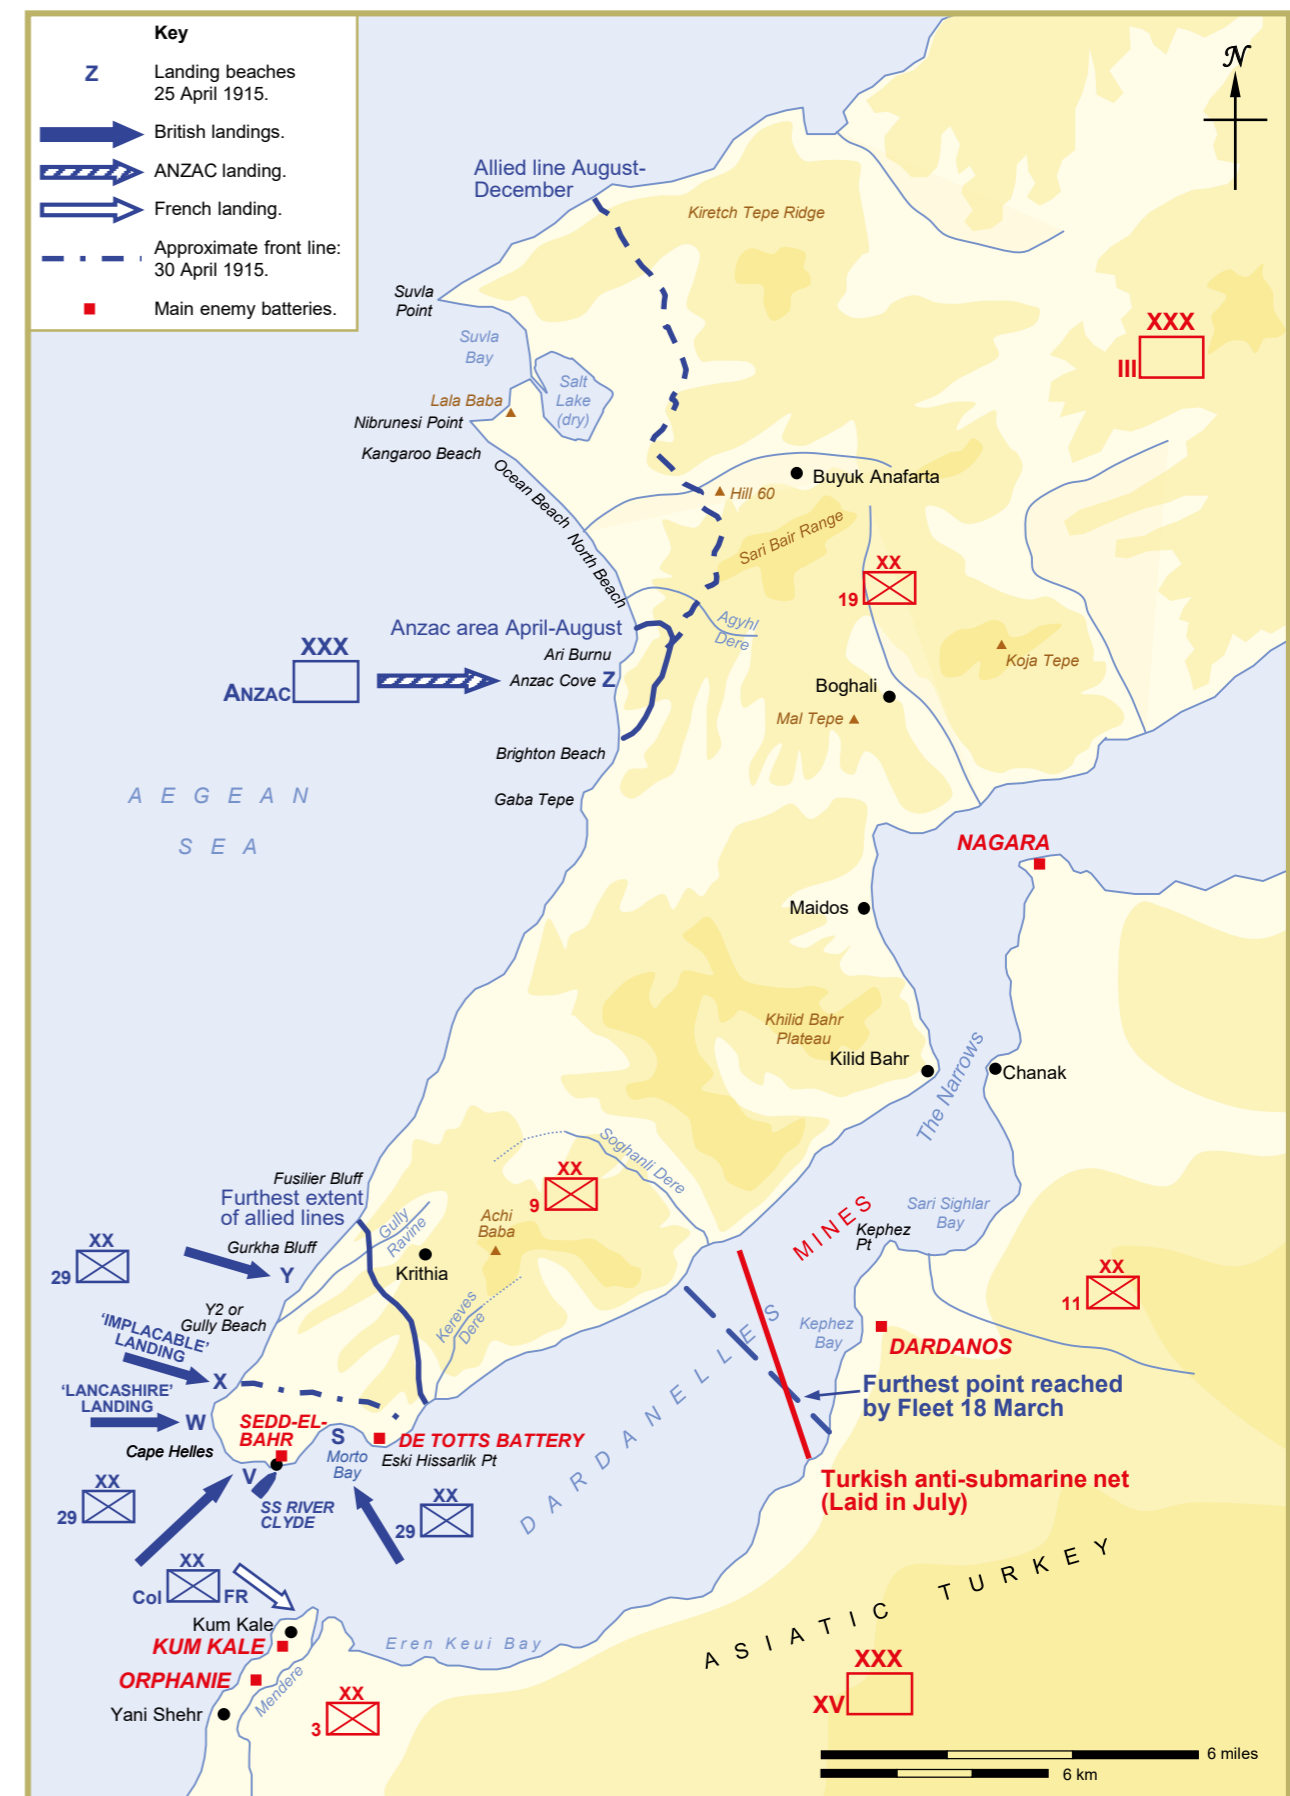 Key
Z
Landing beaches
25 April 1915.
British landings.
ANZAC landing.
French landing.
Approximate front line:
30 April 1915.
Main enemy batteries.
N
Allied line August-
December
Kiretch Tepe Ridge
Suvla
Point
Suvla
Bay
XXX
III
Salt
Lake
(dry)
Lala Baba
Nibrunesi Point
Kangaroo Beach
Ocean Beach
Buyuk Anafarta
Hill 60
Sari Bair Range
North Beach
XX
19
Agyhl
Dere
Anzac area April-August
XXX
ANZAC
Ari Burnu
Anzac Cove Z
Koja Tepe
Boghali
Mal Tepe
Brighton Beach
Gaba Tepe
AEGEAN
SEA
NAGARA
Maidos
Khilid Bahr
Plateau
Kilid Bahr
The Narrows
Chanak
Soghanli Dere
Fusilier Bluff
Furthest extent
of allied lines
XX
9
Gully
Ravine
Achi
Baba
MINES
Sari Sighlar
Bay
Kephez
Pt
XX
29
Gurkha Bluff
Y
Krithia
XX
11
Y2 or
Gully Beach
Kereves
Dere
Kephez
Bay
DARDANOS
'IMPLACABLE'
LANDING
X
'LANCASHIRE'
LANDING
W
Furthest point reached
by Fleet 18 March
DARDANELLES
SEDD-EL-
BAHR
S
DE TOTTS BATTERY
Cape Helles
Morto
Bay
Eski Hissarlik Pt
V
XX
29
SS RIVER
CLYDE
XX
29
Turkish anti-submarine net
(Laid in July)
XX
Col
FR
ASIATIC TURKEY
Kum Kale
KUM KALE
Eren Keui Bay
ORPHANIE
Mendere
Yani Shehr
XX
3
XXX
XV
6 miles
6 km